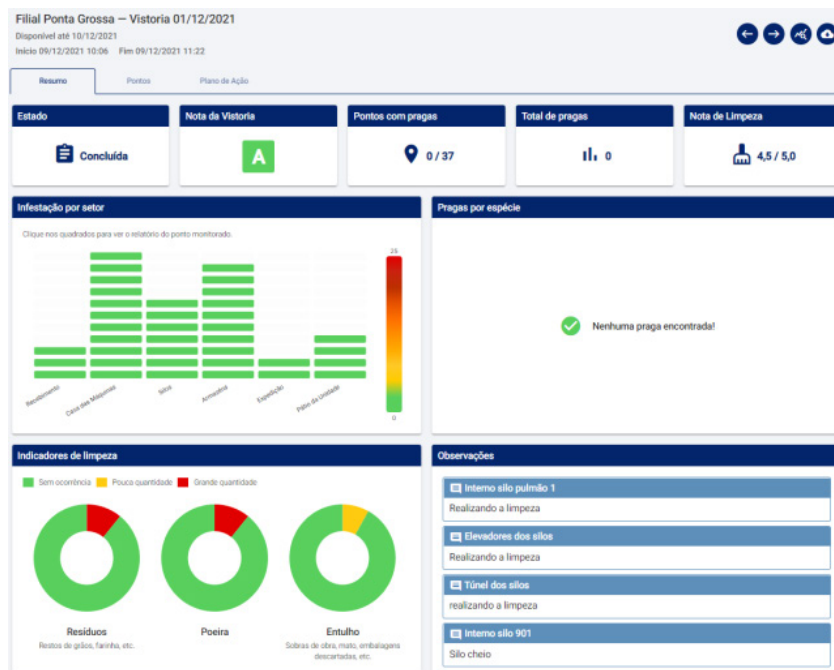 Filial Ponta Grossa — Vistoria 01/12/2021
Disponível até 10/12/2021
Início 09/12/2021 10:06 Fim 09/12/2021 11:22
Resumo Pontos Plano de Ação
Estado Nota da Vistoria Pontos com pragas Total de pragas Nota de Limpeza
Concluída A 0 / 37 0 4,5 / 5,0
Infestação por setor Pragas por espécie
Clique nos quadrados para ver o relatório do ponto monitorado.
25
Nenhuma praga encontrada!
0
Recebimento Casa das Máquinas Silos Armazéns Expedição Pátio da Unidade
Indicadores de limpeza Observações
Sem ocorrência Pouca quantidade Grande quantidade
Interno silo pulmão 1
Realizando a limpeza
Elevadores dos silos
Realizando a limpeza
Túnel dos silos
realizando a limpeza
Interno silo 901
Silo cheio
Resíduos Poeira Entulho
Restos de grãos, farinha, etc. Sobras de obra, mato, embalagens
descartadas, etc.